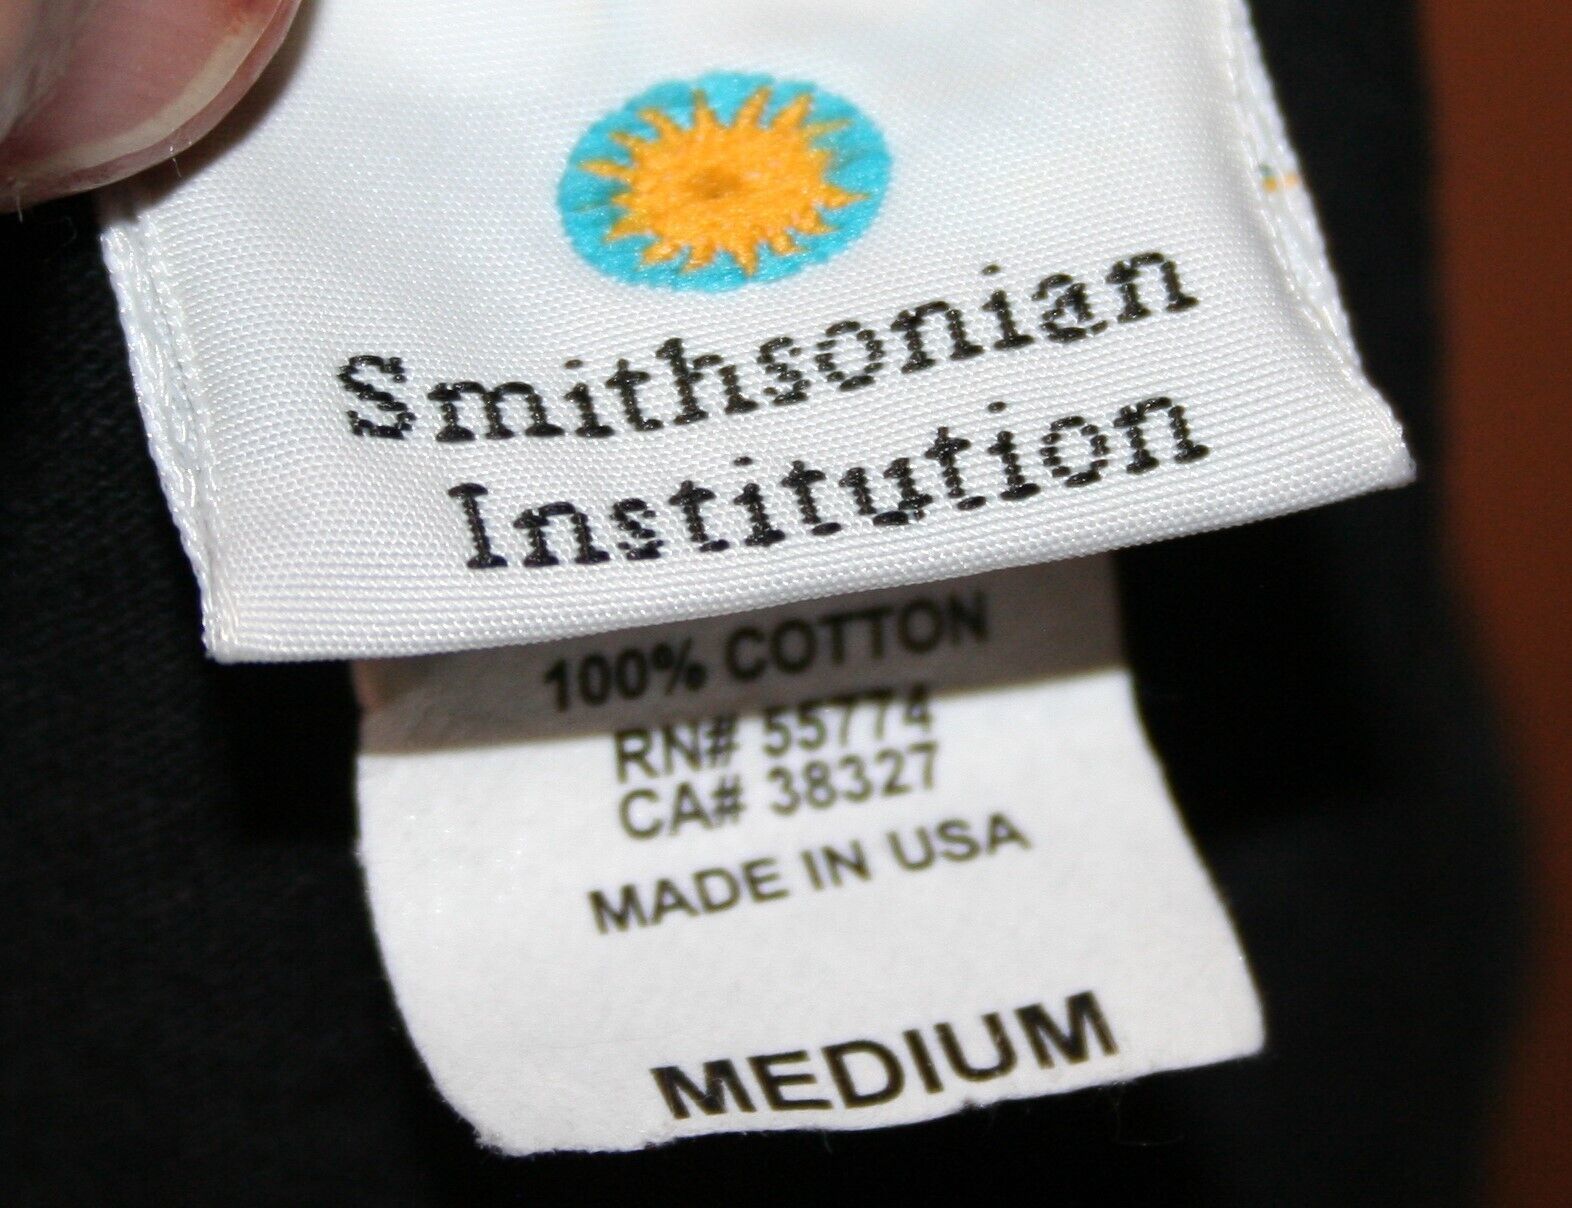 Smithsonian
Institution
100% COTTON
RN# 55774
CA# 38327
MADE IN USA
MEDIUM